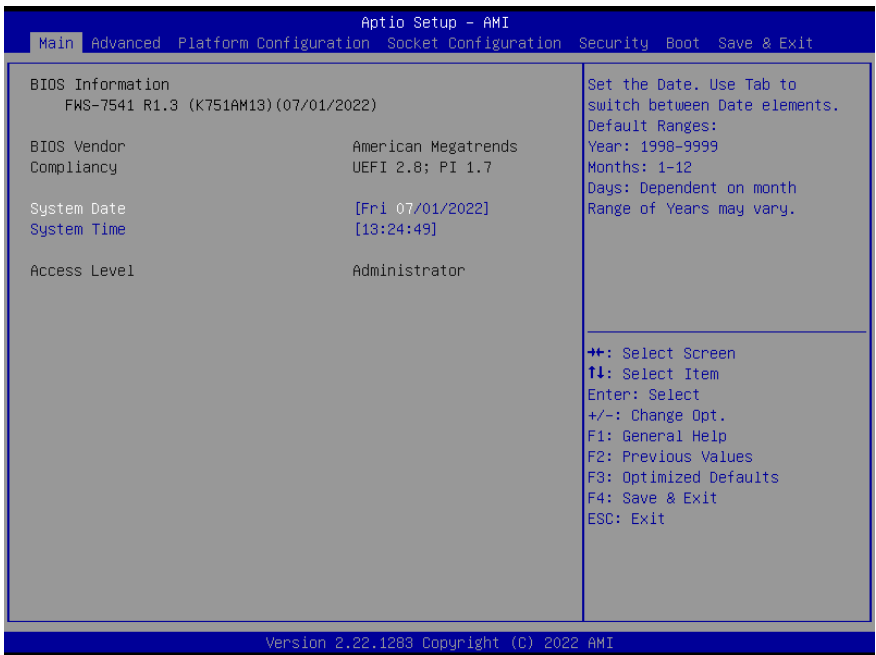 Aptio Setup – AMI
Main Advanced Platform Configuration Socket Configuration Security Boot Save & Exit
BIOS Information
FWS-7541 R1.3 (K751AM13)(07/01/2022)
BIOS Vendor American Megatrends
Compliancy UEFI 2.8; PI 1.7
System Date [Fri 07/01/2022]
System Time [13:24:49]
Access Level Administrator
Set the Date. Use Tab to
switch between Date elements.
Default Ranges:
Year: 1998-9999
Months: 1-12
Days: Dependent on month
Range of Years may vary.
→←: Select Screen
↑↓: Select Item
Enter: Select
+/-: Change Opt.
F1: General Help
F2: Previous Values
F3: Optimized Defaults
F4: Save & Exit
ESC: Exit
Version 2.22.1283 Copyright (C) 2022 AMI